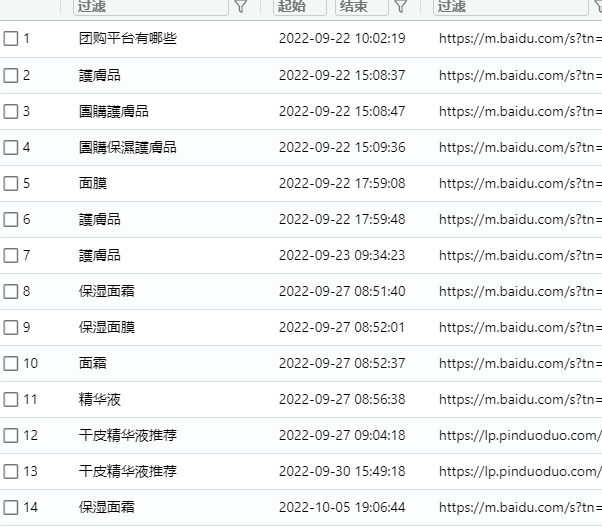 过滤 起始 结束 过滤
1 团购平台有哪些 2022-09-22 10:02:19 https://m.baidu.com/s?tn=
2 護膚品 2022-09-22 15:08:37 https://m.baidu.com/s?tn=
3 團購護膚品 2022-09-22 15:08:47 https://m.baidu.com/s?tn=
4 團購保濕護膚品 2022-09-22 15:09:36 https://m.baidu.com/s?tn=
5 面膜 2022-09-22 17:59:08 https://m.baidu.com/s?tn=
6 護膚品 2022-09-22 17:59:48 https://m.baidu.com/s?tn=
7 護膚品 2022-09-23 09:34:23 https://m.baidu.com/s?tn=
8 保湿面霜 2022-09-27 08:51:40 https://m.baidu.com/s?tn=
9 保湿面膜 2022-09-27 08:52:01 https://m.baidu.com/s?tn=
10 面霜 2022-09-27 08:52:37 https://m.baidu.com/s?tn=
11 精华液 2022-09-27 08:56:38 https://m.baidu.com/s?tn=
12 干皮精华液推荐 2022-09-27 09:04:18 https://lp.pinduoduo.com/
13 干皮精华液推荐 2022-09-30 15:49:18 https://lp.pinduoduo.com/
14 保湿面霜 2022-10-05 19:06:44 https://m.baidu.com/s?tn=